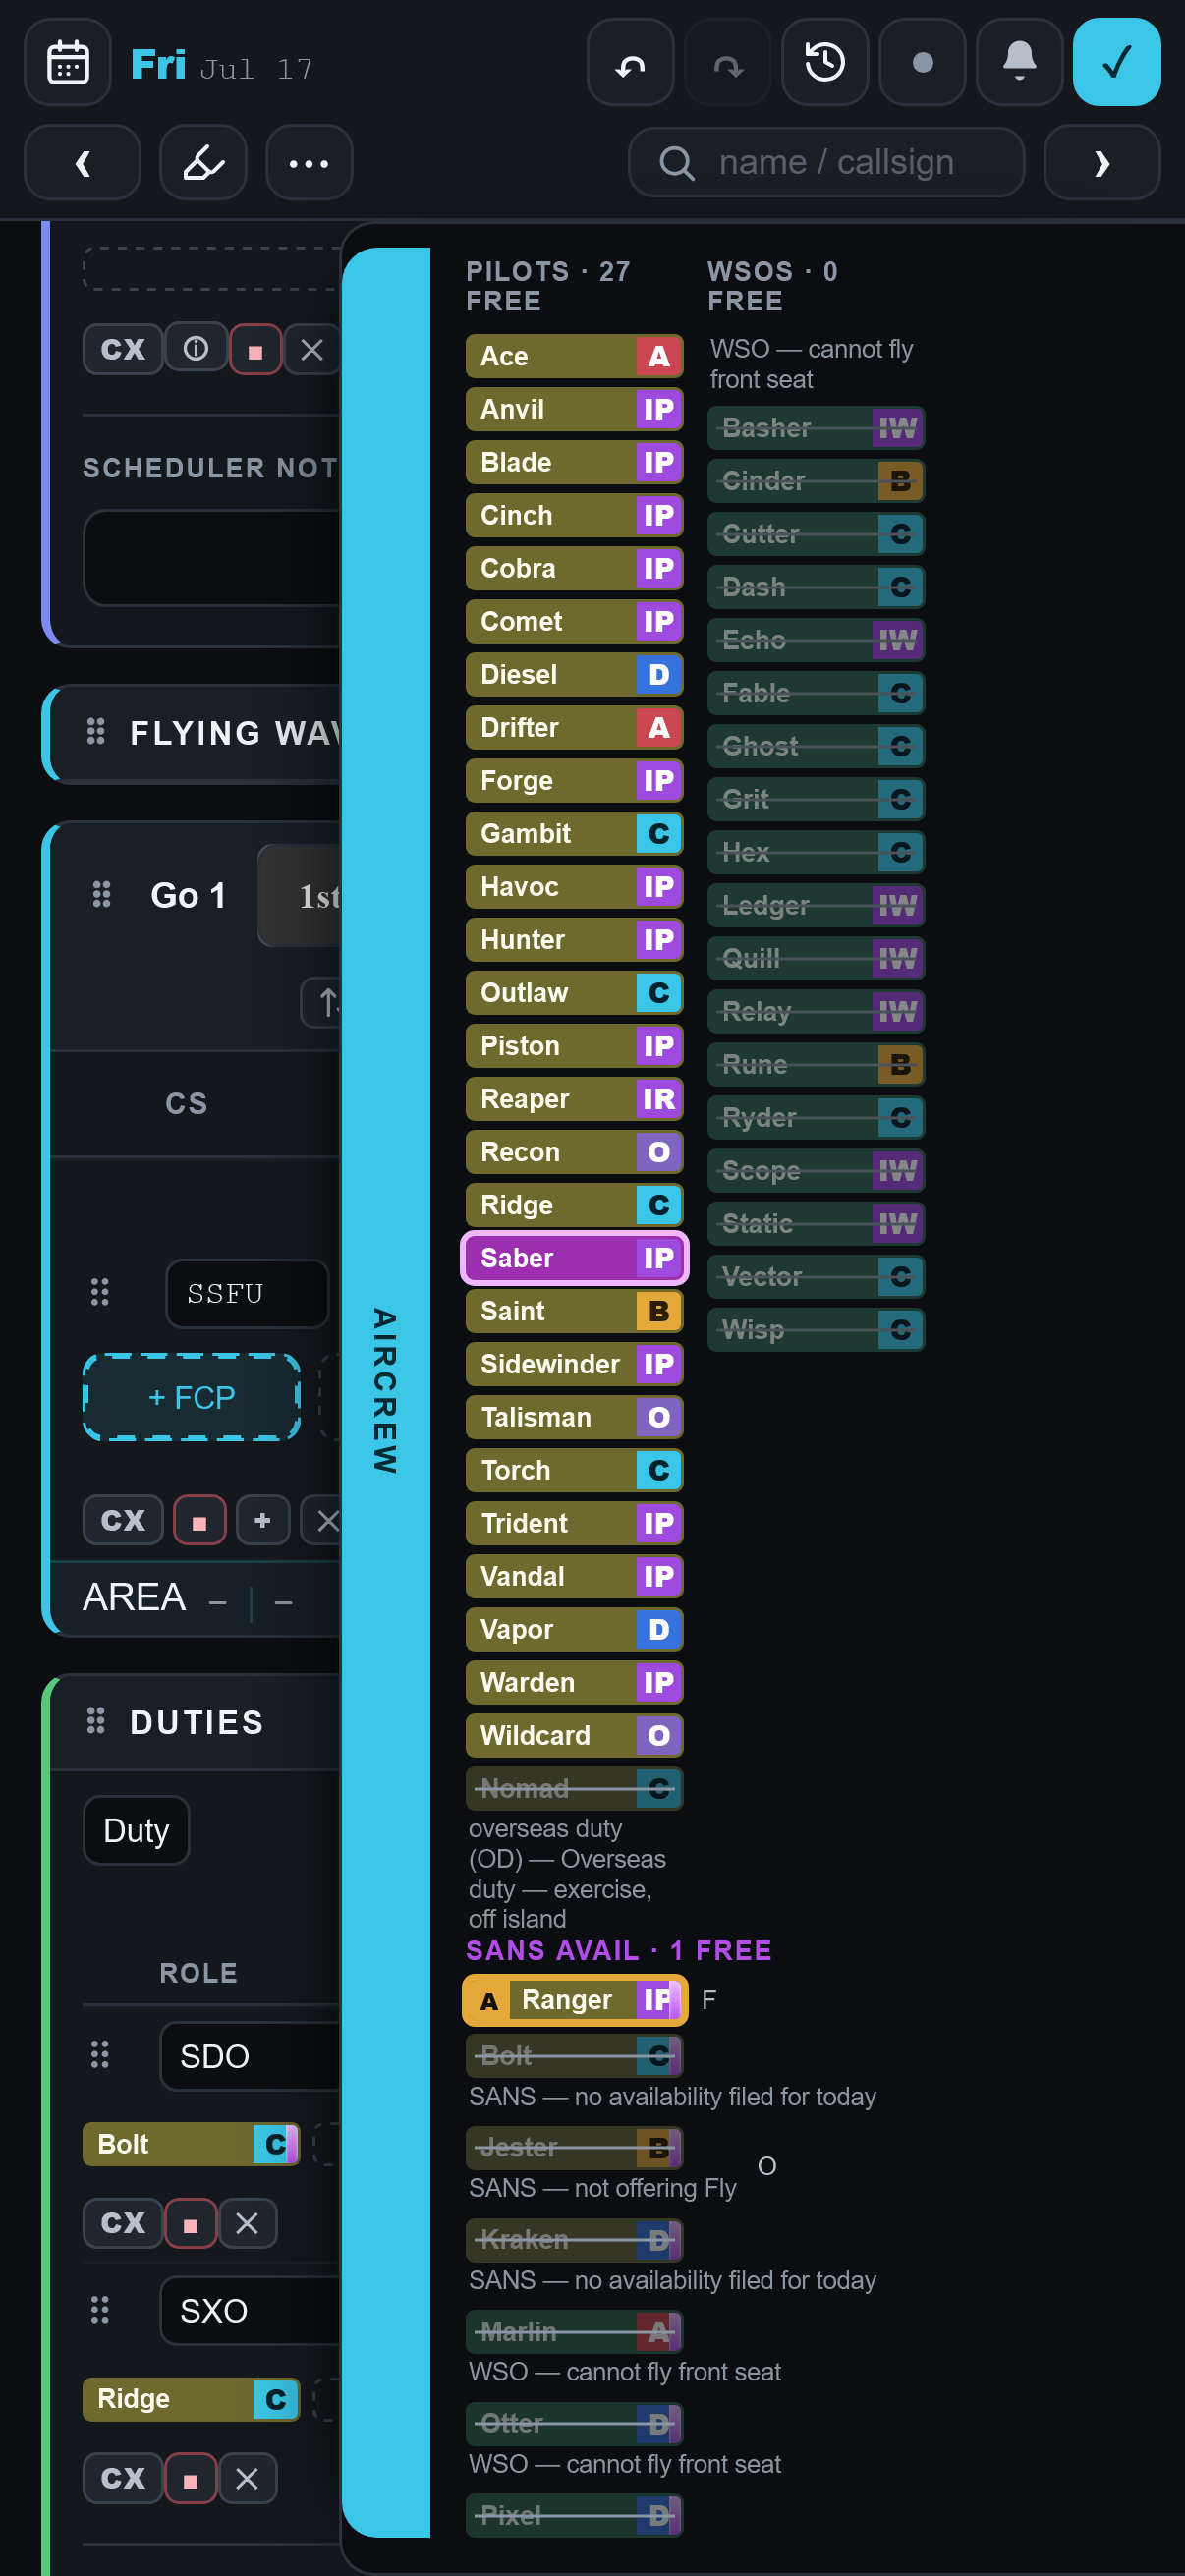 Fri Jul 17
name / callsign
CX
SCHEDULER NOT
FLYING WAV
Go 1
1st
CS
SSFU
+ FCP
CX
+
AREA – | –
DUTIES
Duty
ROLE
SDO
Bolt C
CX
SXO
Ridge C
CX
AIRCREW
PILOTS · 27
FREE
Ace A
Anvil IP
Blade IP
Cinch IP
Cobra IP
Comet IP
Diesel D
Drifter A
Forge IP
Gambit C
Havoc IP
Hunter IP
Outlaw C
Piston IP
Reaper IR
Recon O
Ridge C
Saber IP
Saint B
Sidewinder IP
Talisman O
Torch C
Trident IP
Vandal IP
Vapor D
Warden IP
Wildcard O
Nomad C
overseas duty
(OD) — Overseas
duty — exercise,
off island
WSOS · 0
FREE
WSO — cannot fly
front seat
Basher IW
Cinder B
Cutter C
Dash C
Echo IW
Fable C
Ghost C
Grit C
Hex C
Ledger IW
Quill IW
Relay IW
Rune B
Ryder C
Scope IW
Static IW
Vector C
Wisp C
SANS AVAIL · 1 FREE
A Ranger IP F
Bolt C
SANS — no availability filed for today
Jester B O
SANS — not offering Fly
Kraken D
SANS — no availability filed for today
Marlin A
WSO — cannot fly front seat
Otter D
WSO — cannot fly front seat
Pixel D